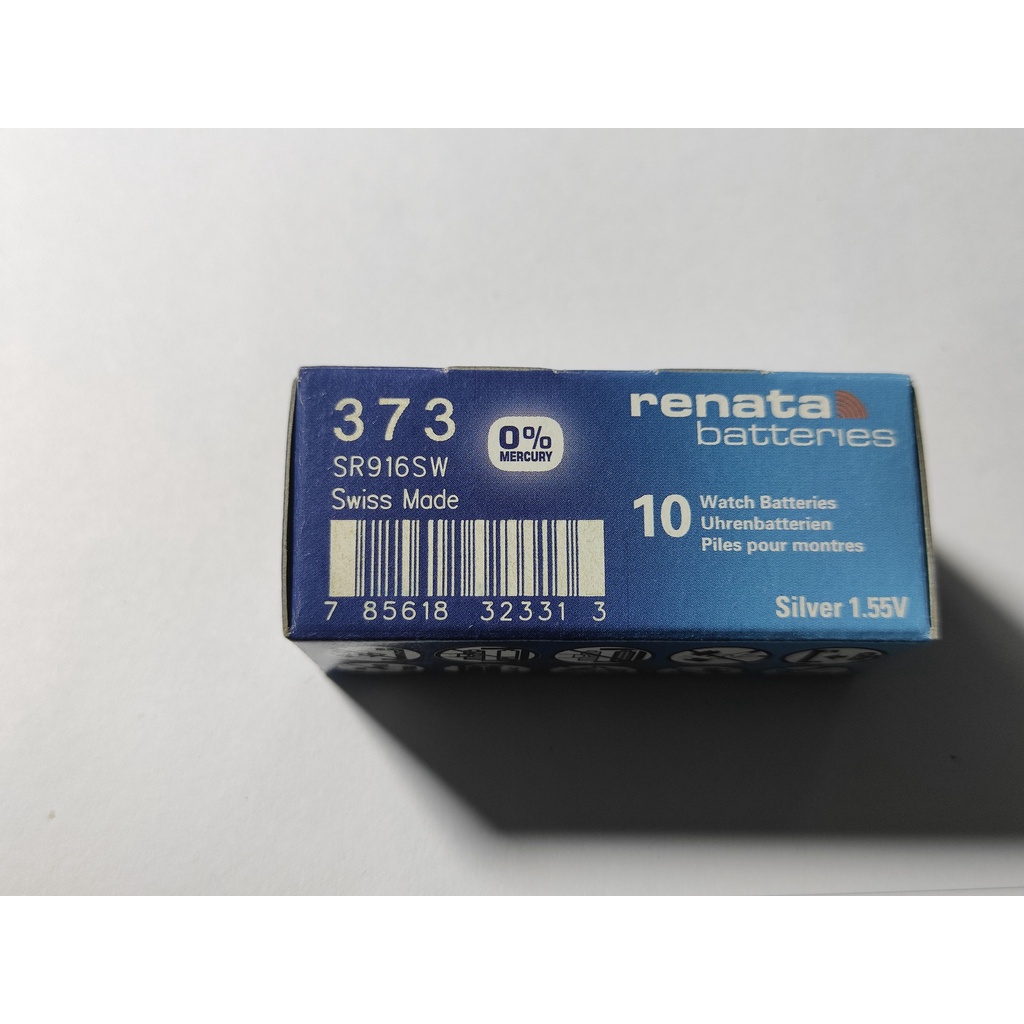 373
SR916SW
Swiss Made
0%
MERCURY
7 85618 32331 3
renata
batteries
10
Watch Batteries
Uhrenbatterien
Piles pour montres
Silver 1.55V